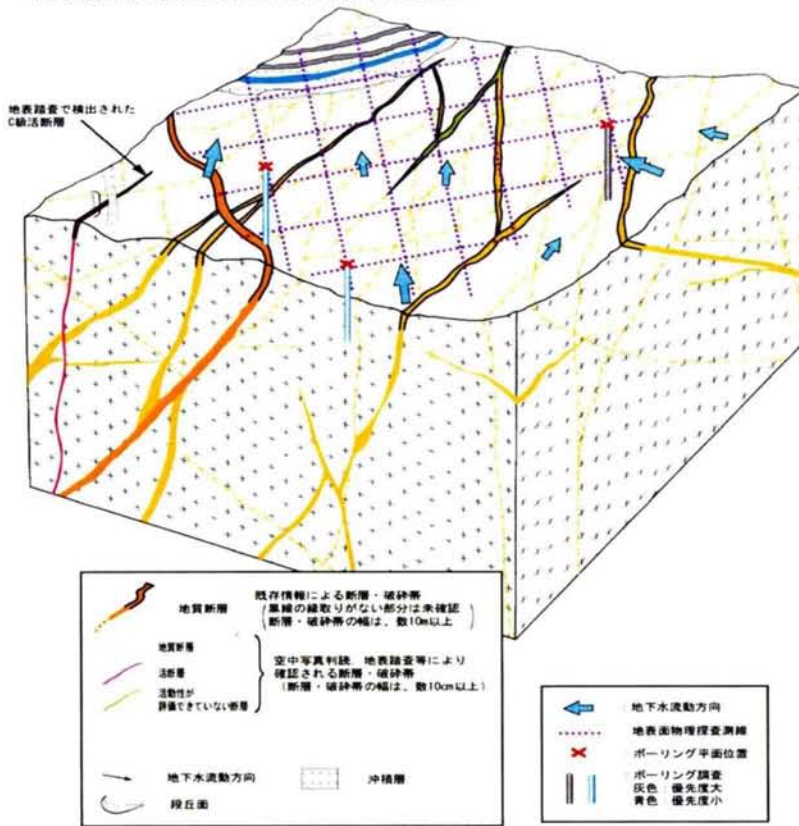 地表踏査で検出された
C級活断層
地質断層
既存情報による断層・破砕帯
(黒線の縁取りがない部分は未確認
断層・破砕帯の幅は、数10m以上)
地質断層
活断層
活動性が
評価できていない断層
空中写真判読、地表踏査等により
確認される断層・破砕帯
(断層・破砕帯の幅は、数10cm以上)
地下水流動方向
沖積層
段丘面
:地下水流動方向
:地表面物理探査測線
:ボーリング平面位置
:ボーリング調査
灰色:優先度大
青色:優先度小